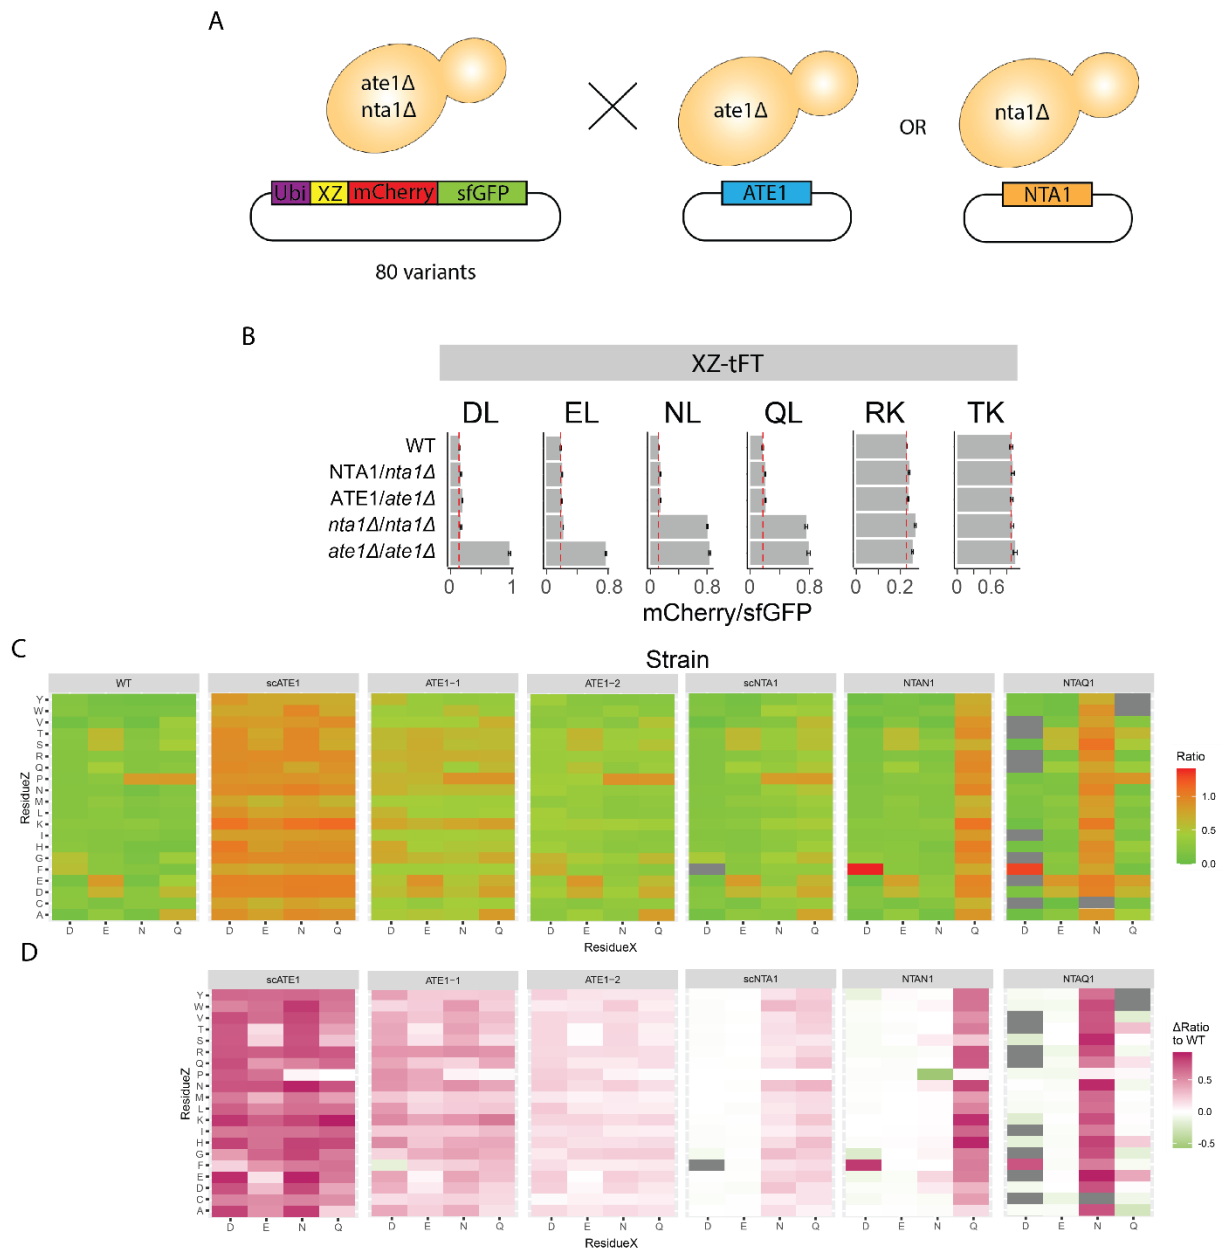 A
ate1Δ
nta1Δ
ate1Δ
OR
nta1Δ
Ubi XZ mCherry sfGFP
ATE1
NTA1
80 variants
B
XZ-tFT
DL EL NL QL RK TK
WT
NTA1/nta1Δ
ATE1/ate1Δ
nta1Δ/nta1Δ
ate1Δ/ate1Δ
0 1 0 0.8 0 0.8 0 0.8 0 0.2 0 0.6
mCherry/sfGFP
C
Strain
WT scATE1 ATE1-1 ATE1-2 scNTA1 NTAN1 NTAQ1
ResidueZ
Y
W
V
T
S
R
Q
P
N
M
L
K
I
H
G
F
E
D
C
A
D E N Q D E N Q D E N Q D E N Q D E N Q D E N Q D E N Q
ResidueX
Ratio
1.0
0.5
0.0
D
scATE1 ATE1-1 ATE1-2 scNTA1 NTAN1 NTAQ1
ResidueZ
Y
W
V
T
S
R
Q
P
N
M
L
K
I
H
G
F
E
D
C
A
D E N Q D E N Q D E N Q D E N Q D E N Q D E N Q
ResidueX
ΔRatio
to WT
0.5
0.0
-0.5